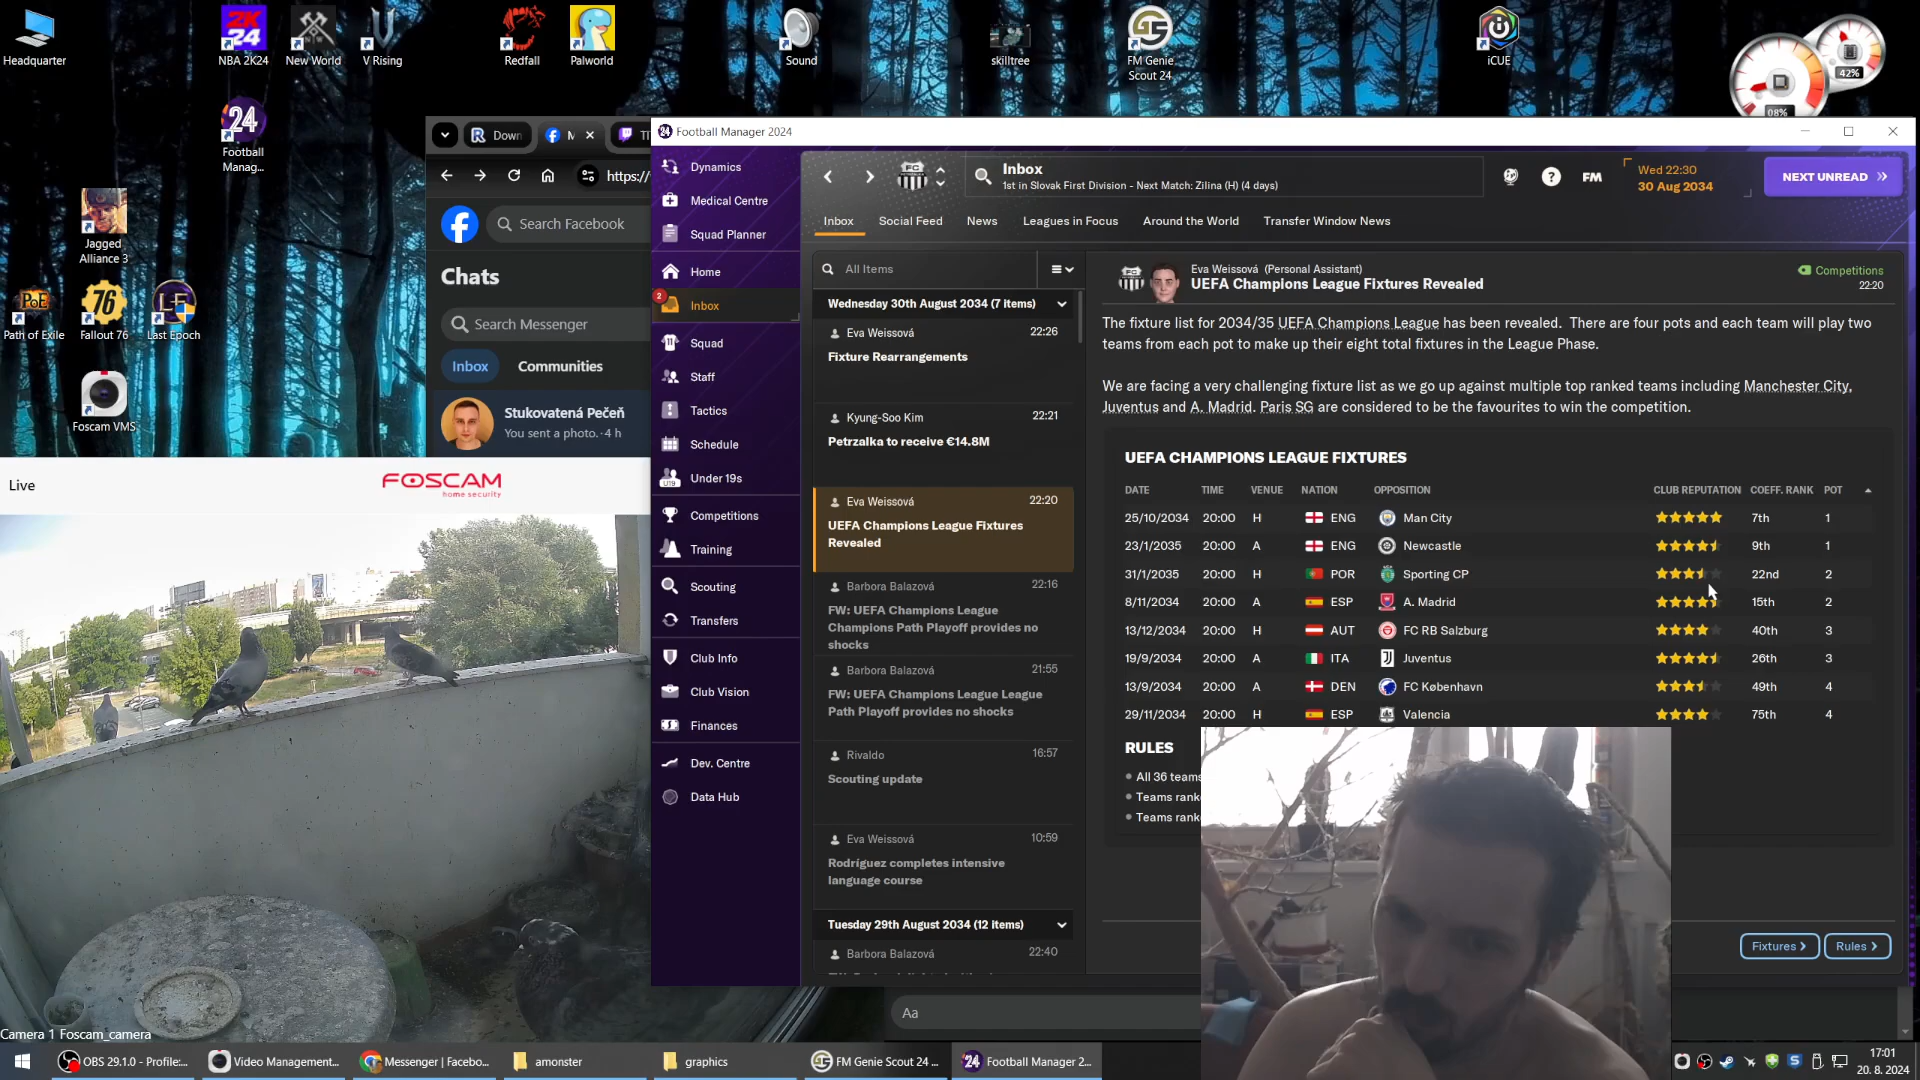 Headquarter
NBA 2K24
New World
V Rising
Redfall
Palworld
Sound
skilltree
FM Genie
Scout 24
iCUE
42%
08%
24
Football
Manag...
Jagged
Alliance 3
Path of Exile
Fallout 76
Last Epoch
Foscam VMS
Down
https://
Search Facebook
Chats
Search Messenger
Inbox
Communities
Stukovatená Pečeň
You sent a photo. · 4 h
Live
FOSCAM
home security
Camera 1 Foscam_camera
Football Manager 2024
Dynamics
Medical Centre
Squad Planner
Home
2
Inbox
Squad
Staff
Tactics
Schedule
Under 19s
Competitions
Training
Scouting
Transfers
Club Info
Club Vision
Finances
Dev. Centre
Data Hub
Inbox
1st in Slovak First Division - Next Match: Zilina (H) (4 days)
FM
Wed 22:30
30 Aug 2034
NEXT UNREAD
Inbox
Social Feed
News
Leagues in Focus
Around the World
Transfer Window News
All Items
Wednesday 30th August 2034 (7 items)
Eva Weissová 22:26
Fixture Rearrangements
Kyung-Soo Kim 22:21
Petrzalka to receive €14.8M
Eva Weissová 22:20
UEFA Champions League Fixtures
Revealed
Barbora Balazová 22:16
FW: UEFA Champions League
Champions Path Playoff provides no
shocks
Barbora Balazová 21:55
FW: UEFA Champions League League
Path Playoff provides no shocks
Rivaldo 16:57
Scouting update
Eva Weissová 10:59
Rodríguez completes intensive
language course
Tuesday 29th August 2034 (12 items)
Barbora Balazová 22:40
Eva Weissová (Personal Assistant)
UEFA Champions League Fixtures Revealed
Competitions
22:20
The fixture list for 2034/35 UEFA Champions League has been revealed. There are four pots and each team will play two
teams from each pot to make up their eight total fixtures in the League Phase.
We are facing a very challenging fixture list as we go up against multiple top ranked teams including Manchester City,
Juventus and A. Madrid. Paris SG are considered to be the favourites to win the competition.
UEFA CHAMPIONS LEAGUE FIXTURES
DATE TIME VENUE NATION OPPOSITION CLUB REPUTATION COEFF. RANK POT
25/10/2034 20:00 H ENG Man City 7th 1
23/1/2035 20:00 A ENG Newcastle 9th 1
31/1/2035 20:00 H POR Sporting CP 22nd 2
8/11/2034 20:00 A ESP A. Madrid 15th 2
13/12/2034 20:00 H AUT FC RB Salzburg 40th 3
19/9/2034 20:00 A ITA Juventus 26th 3
13/9/2034 20:00 A DEN FC København 49th 4
29/11/2034 20:00 H ESP Valencia 75th 4
RULES
All 36 teams
Teams rank
Teams rank
Fixtures
Rules
Aa
OBS 29.1.0 - Profile:...
Video Management...
Messenger | Facebo...
amonster
graphics
FM Genie Scout 24 ...
Football Manager 2...
17:01
20. 8. 2024